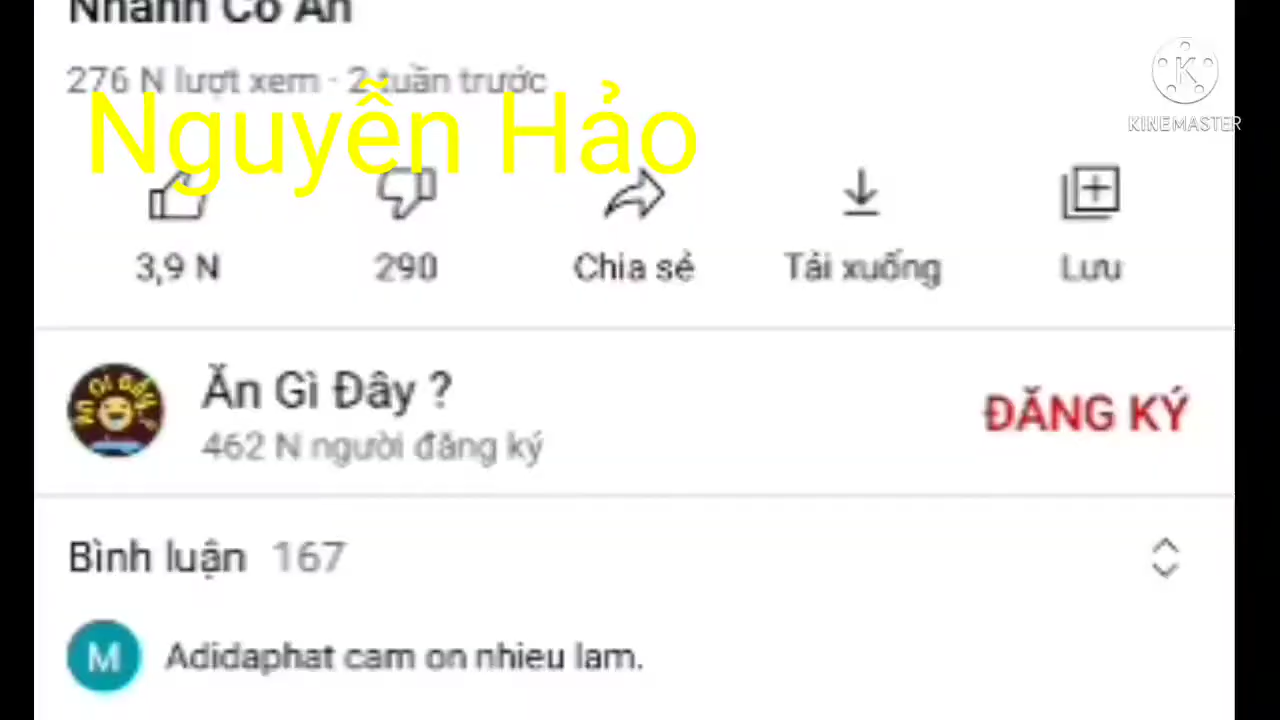 Nhanh Có Ăn
276 N lượt xem · 2 tuần trước
Nguyễn Hảo
KINEMASTER
3,9 N
290
Chia sẻ
Tải xuống
Lưu
Ăn Gì Đây ?
462 N người đăng ký
ĐĂNG KÝ
Bình luận 167
M
Adidaphat cam on nhieu lam.